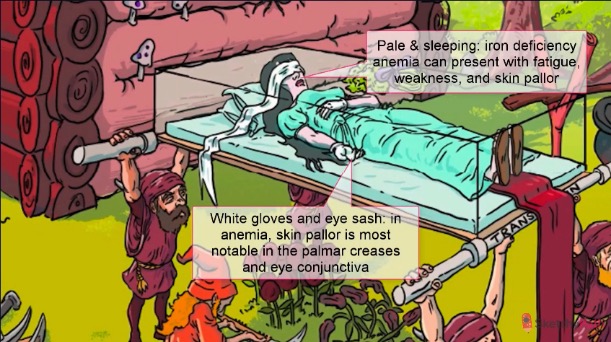 Pale & sleeping: iron deficiency
anemia can present with fatigue,
weakness, and skin pallor
White gloves and eye sash: in
anemia, skin pallor is most
notable in the palmar creases
and eye conjunctiva